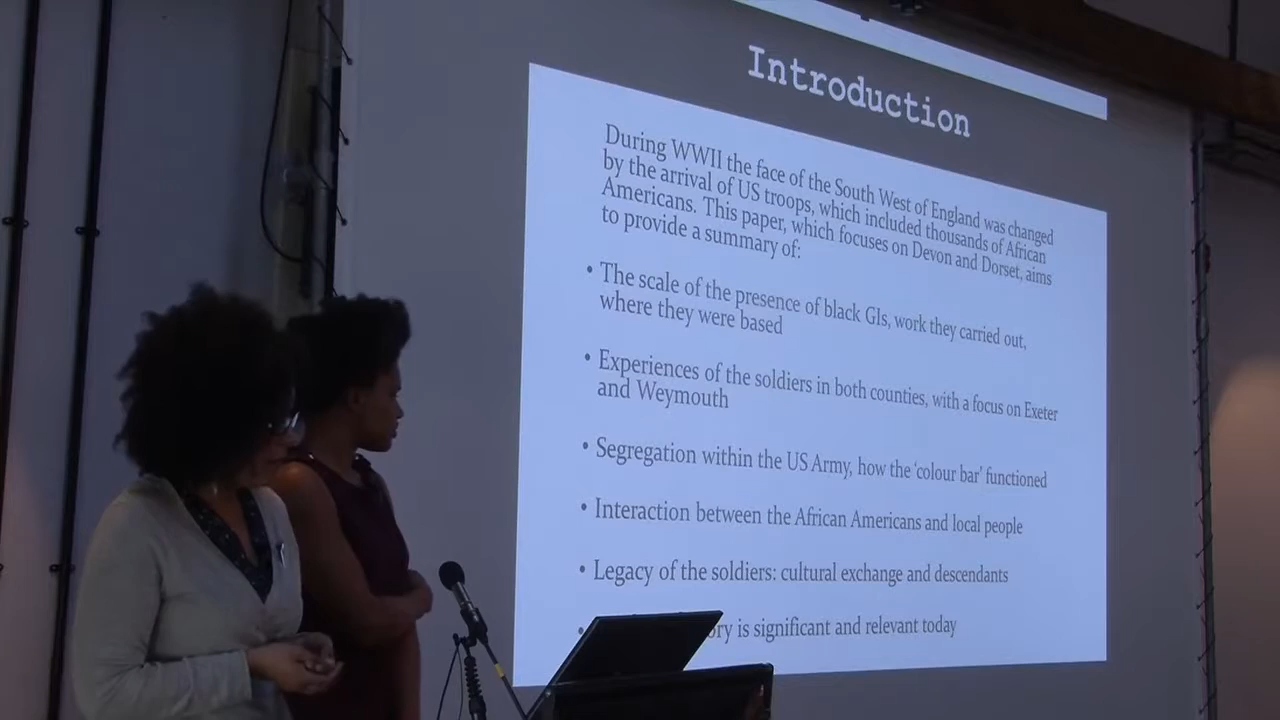 Introduction
During WWII the face of the South West of England was changed
by the arrival of US troops, which included thousands of African
Americans. This paper, which focuses on Devon and Dorset, aims
to provide a summary of:
• The scale of the presence of black GIs, work they carried out,
where they were based
• Experiences of the soldiers in both counties, with a focus on Exeter
and Weymouth
• Segregation within the US Army, how the 'colour bar' functioned
• Interaction between the African Americans and local people
• Legacy of the soldiers: cultural exchange and descendants
• is significant and relevant today